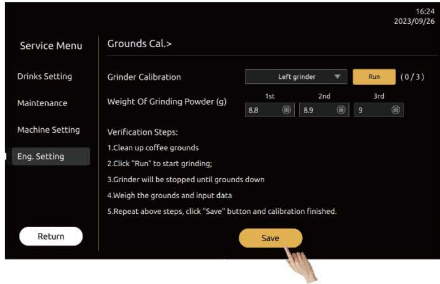 16:24
2023/09/26
Service Menu
Grounds Cal.>
Drinks Setting
Grinder Calibration
Left grinder
Run
(0/3)
1st
2nd
3rd
Maintenance
Weight Of Grinding Powder (g)
8.8
8.9
9
Machine Setting
Verification Steps:
1.Clean up coffee grounds
Eng. Setting
2.Click "Run" to start grinding;
3.Grinder will be stopped until grounds down
4.Weigh the grounds and input data
5.Repeat above steps, click "Save" button and calibration finished.
Return
Save